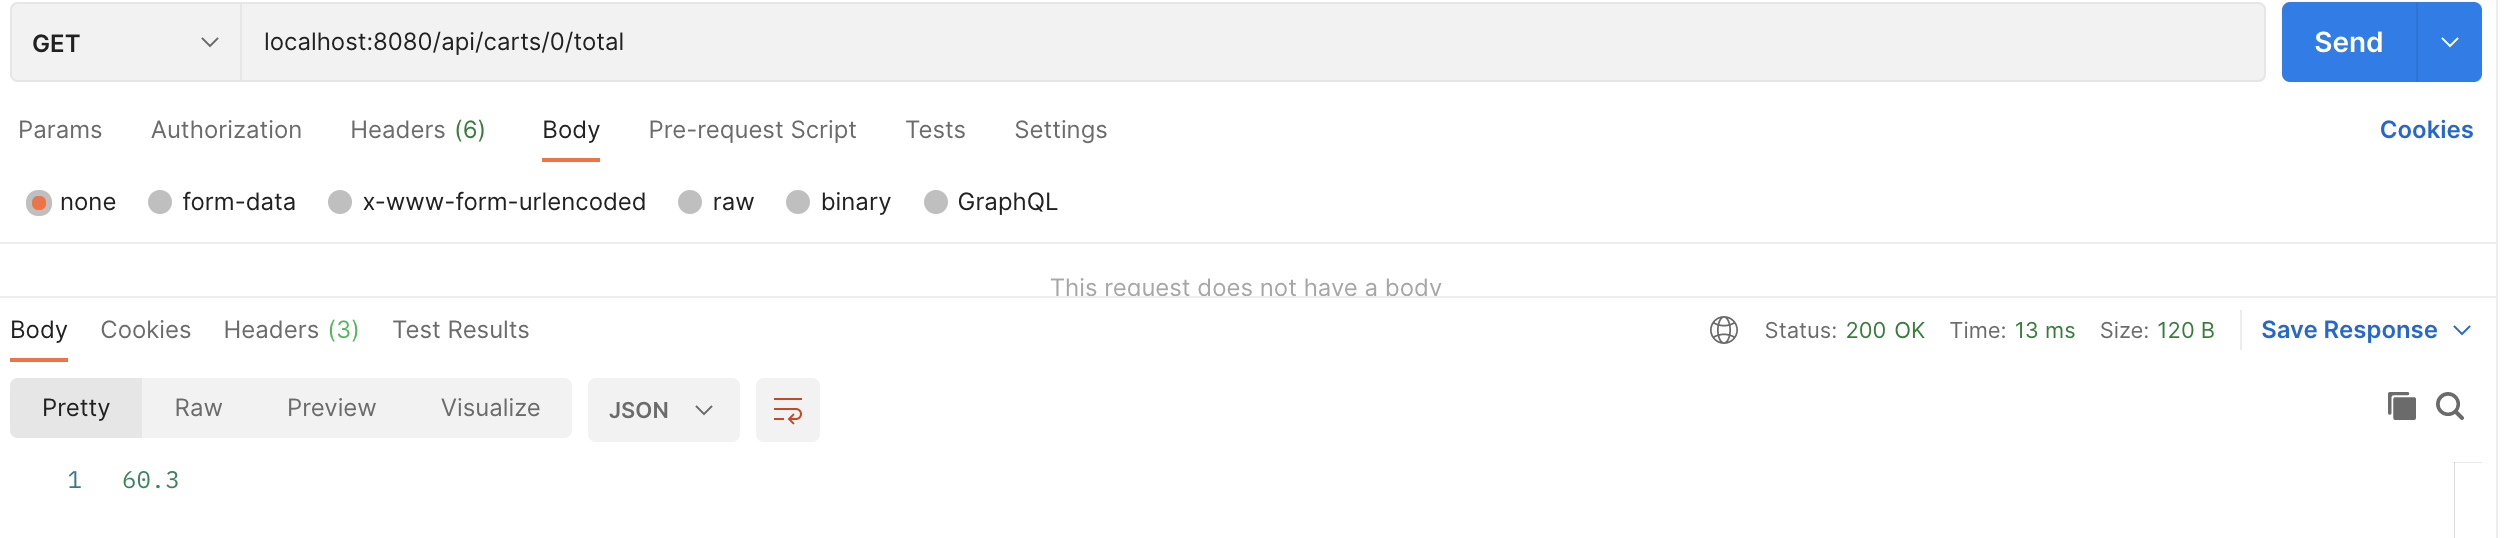 GET localhost:8080/api/carts/0/total Send
Params Authorization Headers (6) Body Pre-request Script Tests Settings Cookies
none form-data x-www-form-urlencoded raw binary GraphQL
This request does not have a body
Body Cookies Headers (3) Test Results Status: 200 OK Time: 13 ms Size: 120 B Save Response
Pretty Raw Preview Visualize JSON
1 60.3